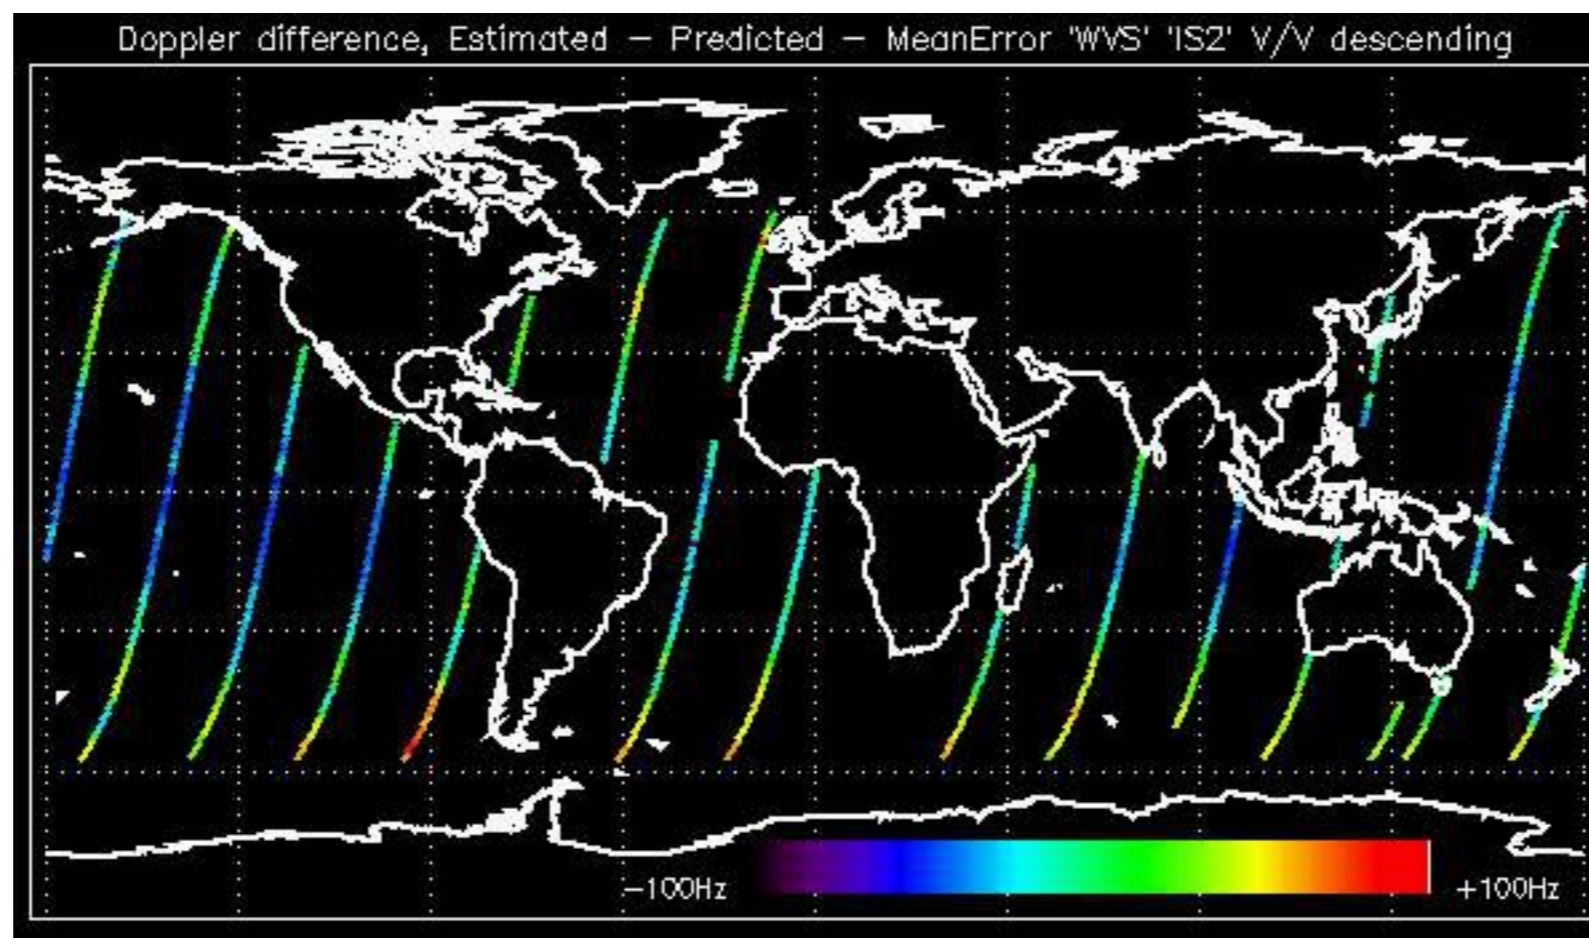 Doppler difference, Estimated – Predicted – MeanError 'WVS' 'IS2' V/V descending
–100Hz +100Hz